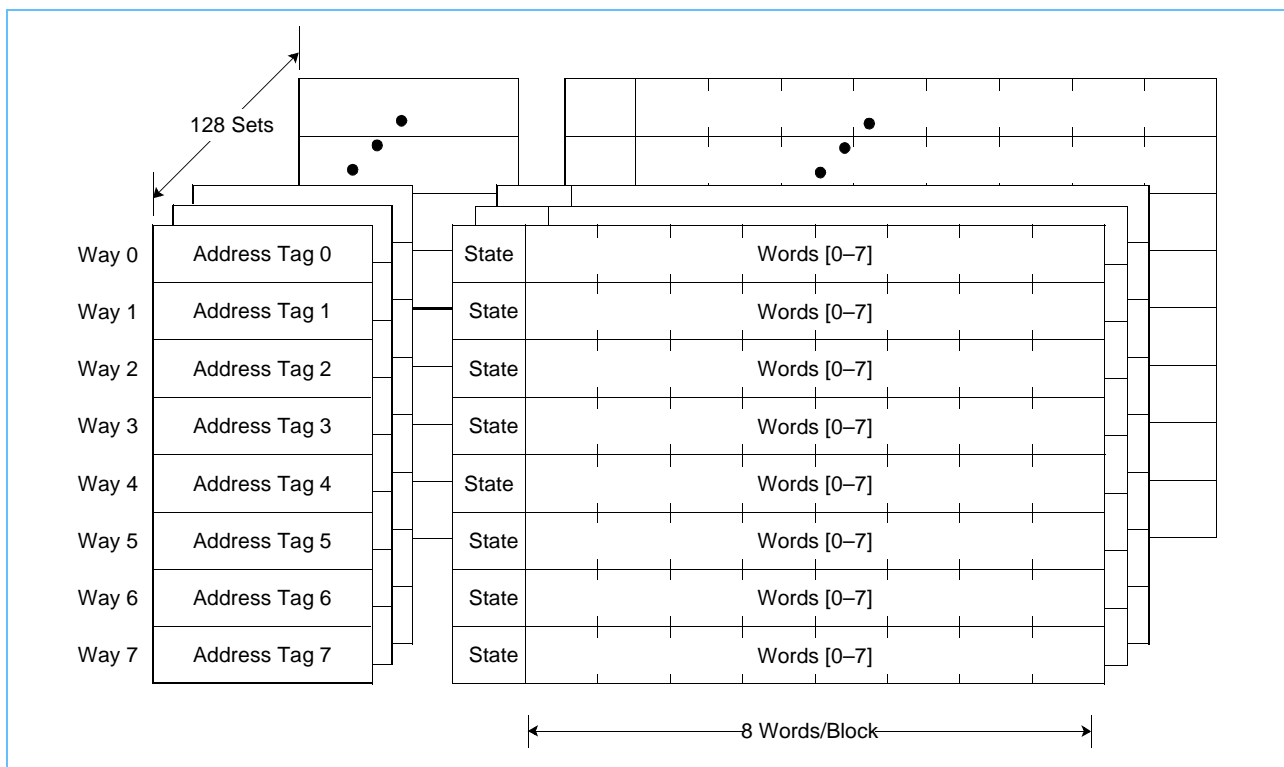 128 Sets
Way 0 Address Tag 0 State Words [0–7]
Way 1 Address Tag 1 State Words [0–7]
Way 2 Address Tag 2 State Words [0–7]
Way 3 Address Tag 3 State Words [0–7]
Way 4 Address Tag 4 State Words [0–7]
Way 5 Address Tag 5 State Words [0–7]
Way 6 Address Tag 6 State Words [0–7]
Way 7 Address Tag 7 State Words [0–7]
8 Words/Block